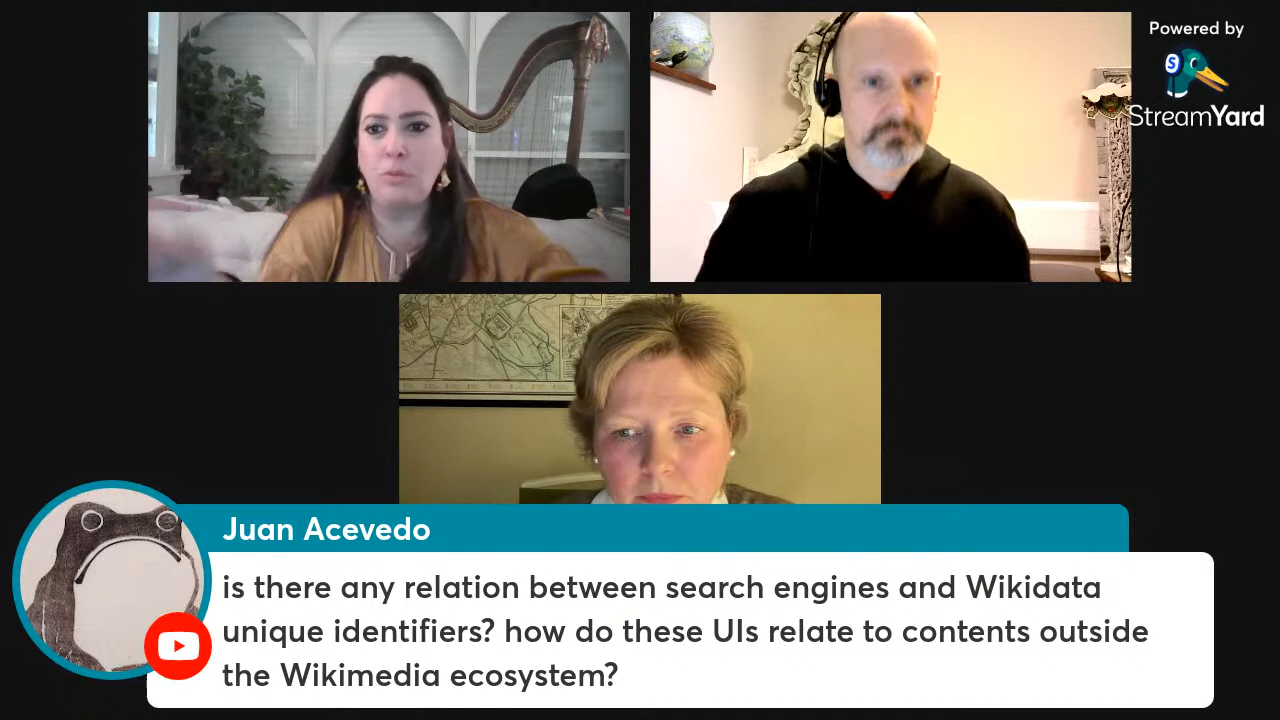 Powered by
S
StreamYard
Juan Acevedo
is there any relation between search engines and Wikidata
unique identifiers? how do these UIs relate to contents outside
the Wikimedia ecosystem?